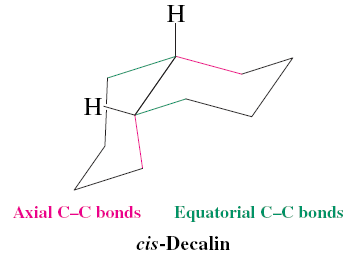 H
H
Axial C–C bonds Equatorial C–C bonds
cis-Decalin